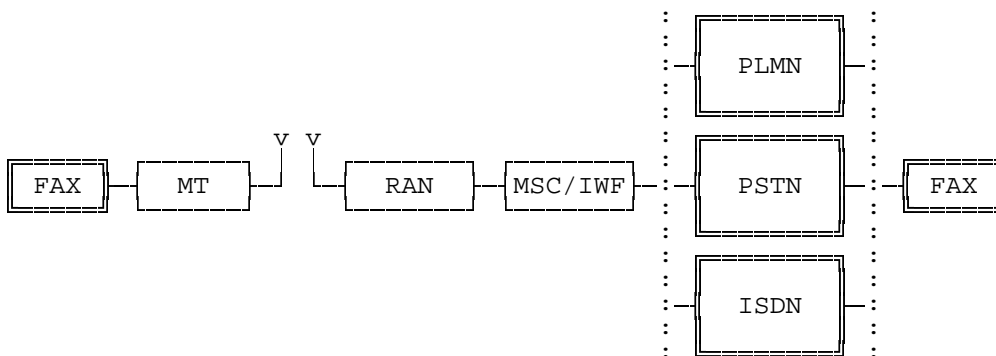 PLMN
v v
FAX MT RAN MSC/IWF PSTN FAX
ISDN